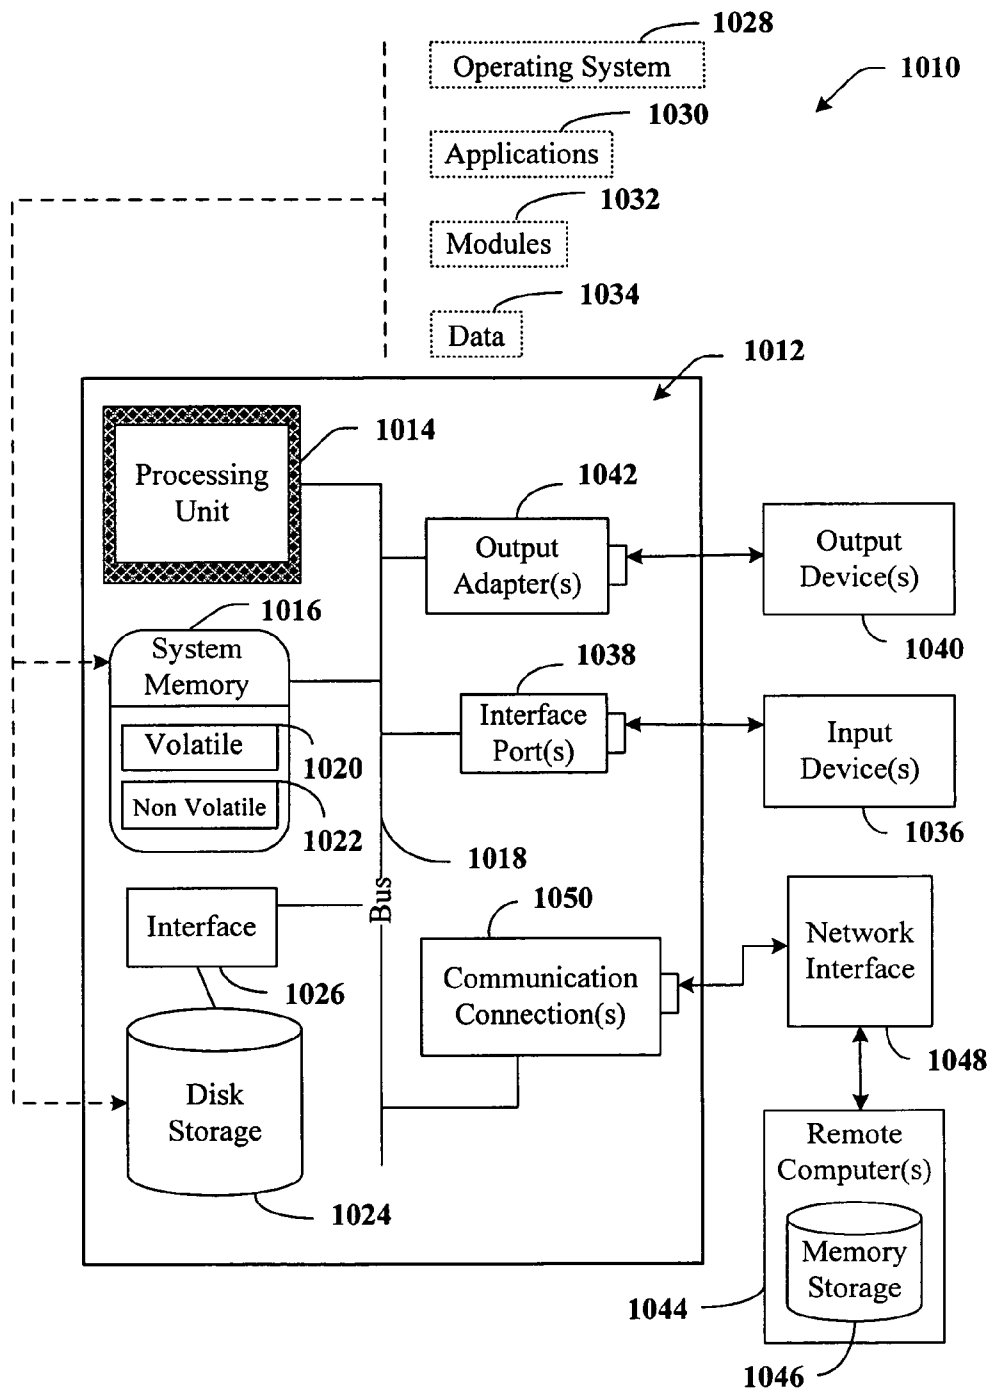 1028
Operating System
1010
1030
Applications
1032
Modules
1034
Data
1012
1014
Processing
Unit
1042
Output
Adapter(s)
Output
Device(s)
1040
1016
System
Memory
Volatile
1020
Non Volatile
1022
1038
Interface
Port(s)
Input
Device(s)
1036
1018
Bus
Interface
1026
1050
Communication
Connection(s)
Network
Interface
1048
Disk
Storage
1024
Remote
Computer(s)
Memory
Storage
1044
1046